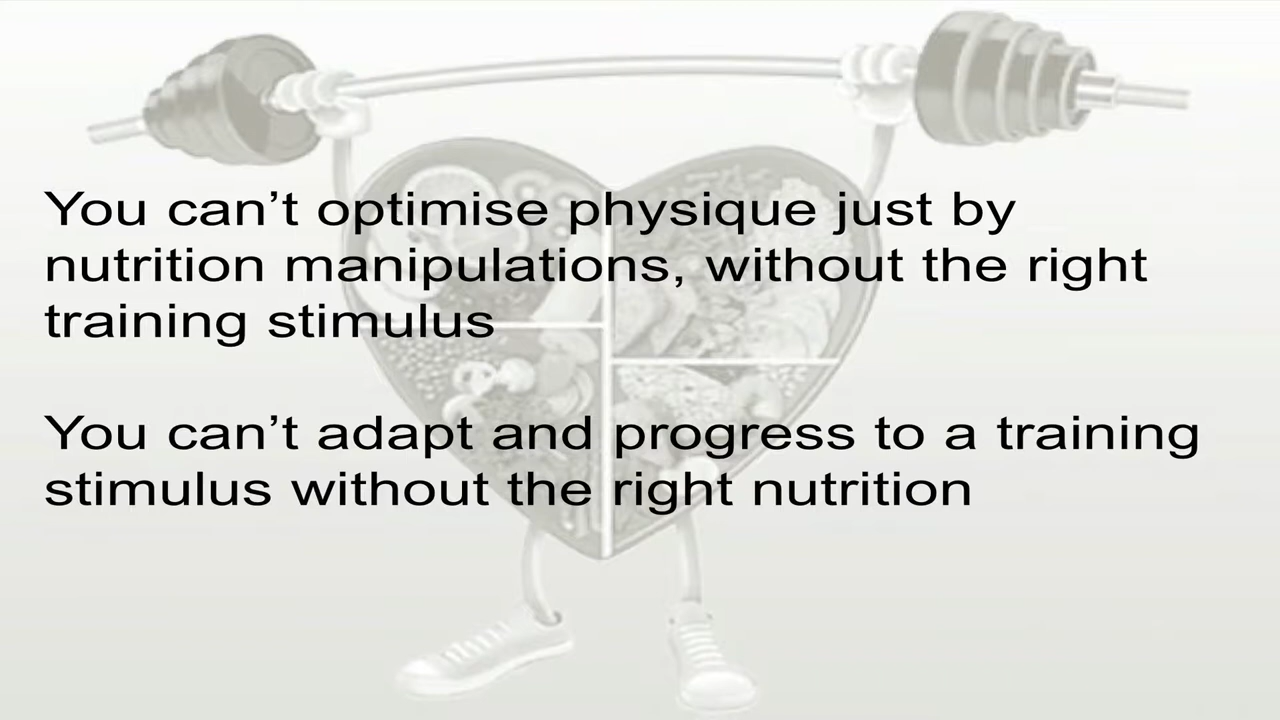 You can’t optimise physique just by
nutrition manipulations, without the right
training stimulus
You can’t adapt and progress to a training
stimulus without the right nutrition